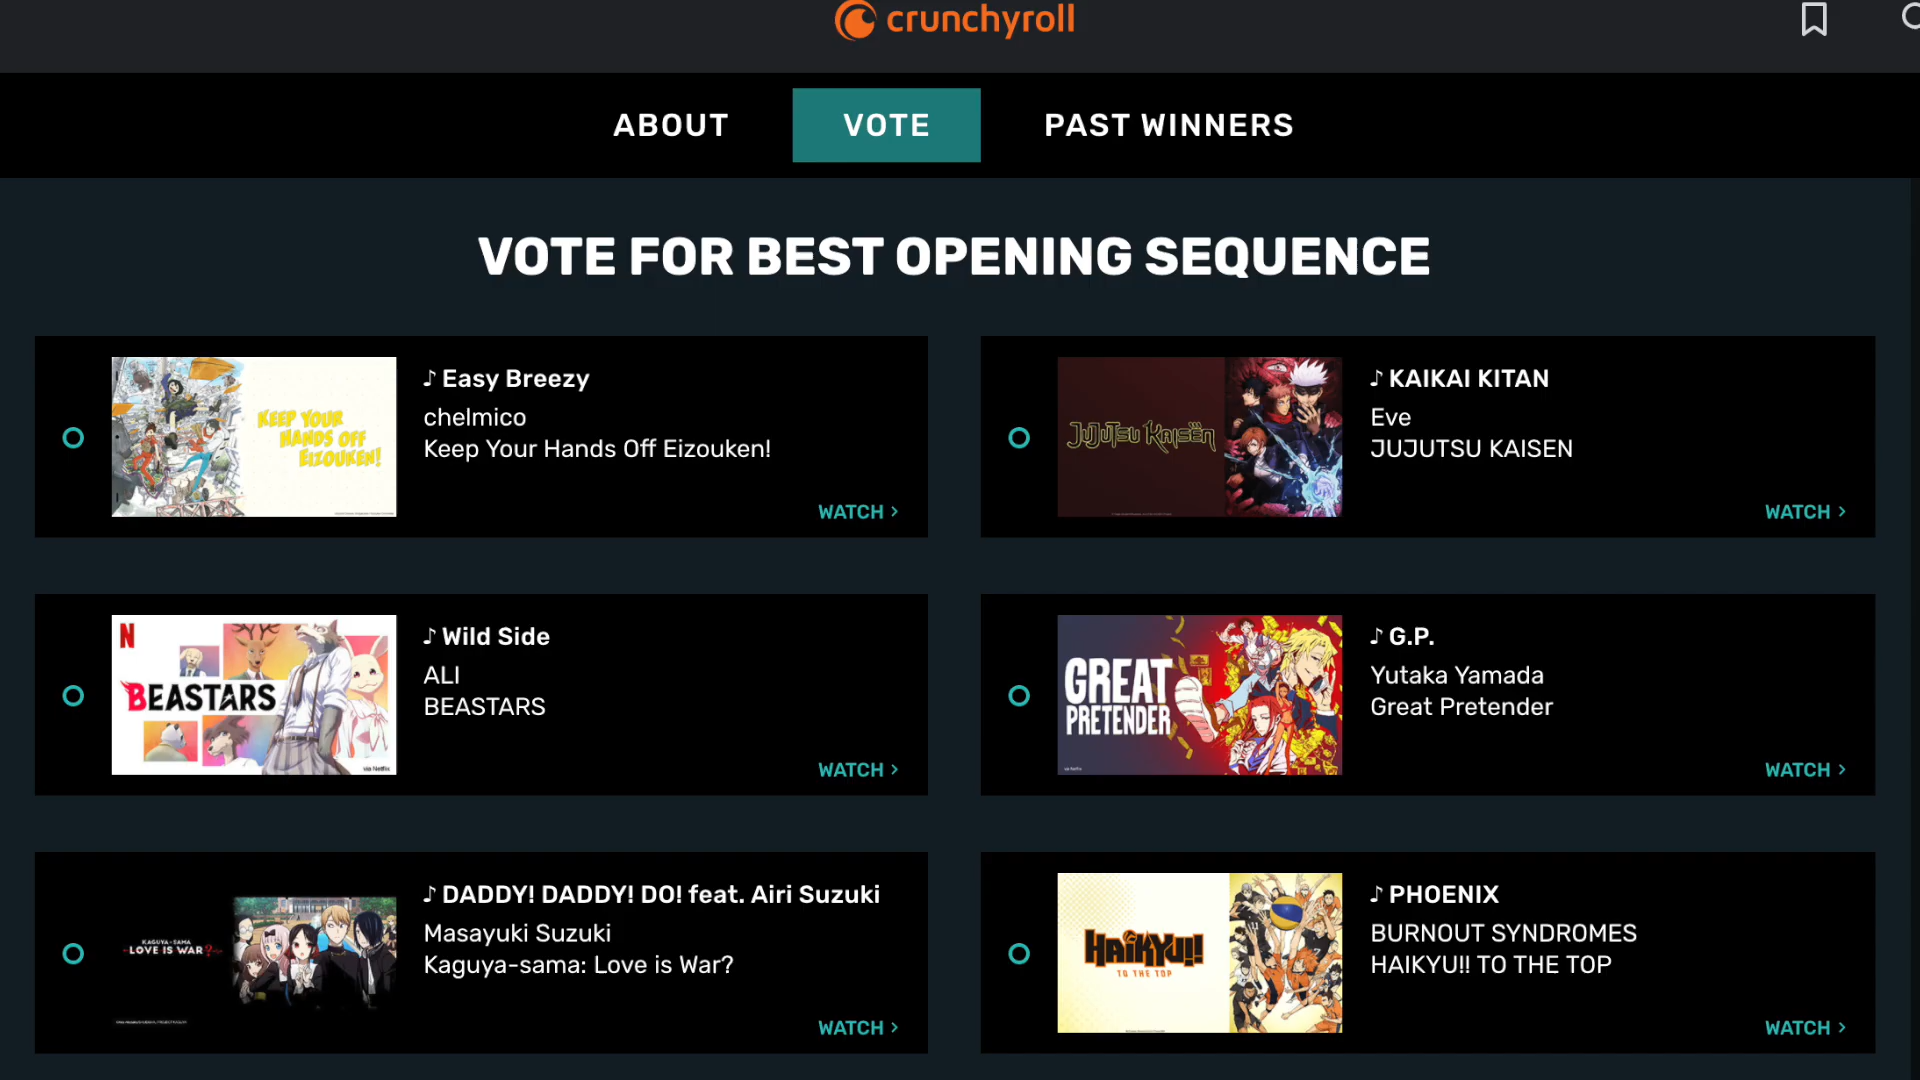 crunchyroll
ABOUT
VOTE
PAST WINNERS
VOTE FOR BEST OPENING SEQUENCE
KEEP YOUR
HANDS OFF
EIZOUKEN!
♪ Easy Breezy
chelmico
Keep Your Hands Off Eizouken!
WATCH >
JUJUTSU KAISEN
♪ KAIKAI KITAN
Eve
JUJUTSU KAISEN
WATCH >
N
BEASTARS
via Netflix
♪ Wild Side
ALI
BEASTARS
WATCH >
GREAT
PRETENDER
via Netflix
♪ G.P.
Yutaka Yamada
Great Pretender
WATCH >
KAGUYA-SAMA
LOVE IS WAR?
♪ DADDY! DADDY! DO! feat. Airi Suzuki
Masayuki Suzuki
Kaguya-sama: Love is War?
WATCH >
HAIKYU!!
TO THE TOP
♪ PHOENIX
BURNOUT SYNDROMES
HAIKYU!! TO THE TOP
WATCH >